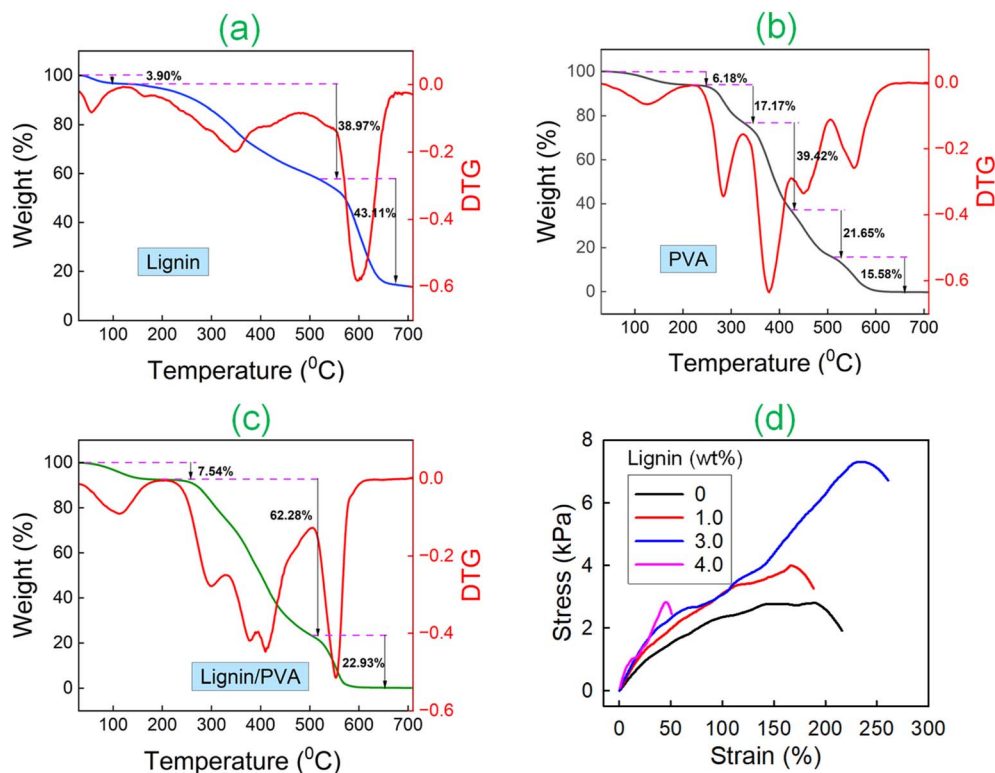 (a)
100
80
60
40
20
0
Weight (%)
3.90%
38.97%
43.11%
Lignin
0.0
−0.2
−0.4
−0.6
DTG
100 200 300 400 500 600 700
Temperature (⁰C)
(b)
100
80
60
40
20
0
Weight (%)
6.18%
17.17%
39.42%
21.65%
15.58%
PVA
0.0
−0.2
−0.4
−0.6
DTG
100 200 300 400 500 600 700
Temperature (⁰C)
(c)
100
80
60
40
20
0
Weight (%)
7.54%
62.28%
22.93%
Lignin/PVA
0.0
−0.2
−0.4
−0.6
DTG
100 200 300 400 500 600 700
Temperature (⁰C)
(d)
8
6
4
2
0
Stress (kPa)
Lignin (wt%)
0
1.0
3.0
4.0
0 50 100 150 200 250 300
Strain (%)